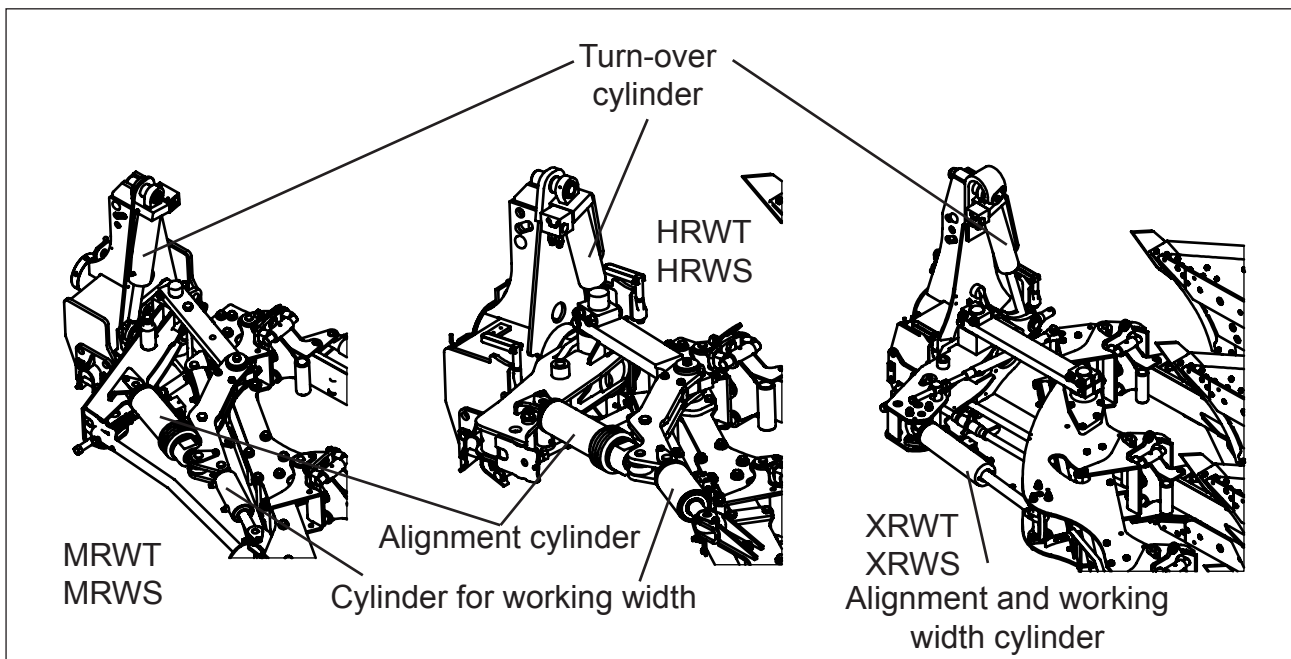 Turn-over
cylinder
HRWT
HRWS
MRWT
MRWS
Alignment cylinder
Cylinder for working width
XRWT
XRWS
Alignment and working
width cylinder